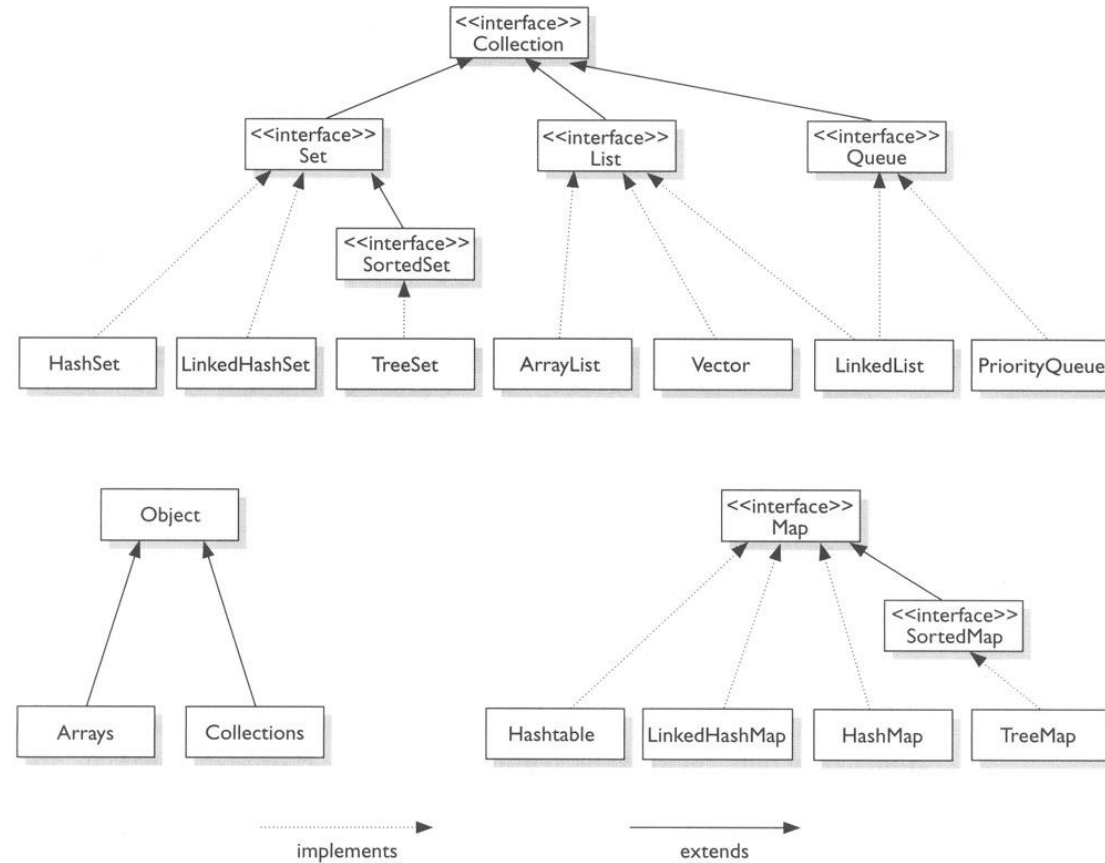 <<interface>>
Collection
<<interface>>
Set
<<interface>>
List
<<interface>>
Queue
<<interface>>
SortedSet
HashSet
LinkedHashSet
TreeSet
ArrayList
Vector
LinkedList
PriorityQueue
Object
<<interface>>
Map
<<interface>>
SortedMap
Arrays
Collections
Hashtable
LinkedHashMap
HashMap
TreeMap
implements
extends